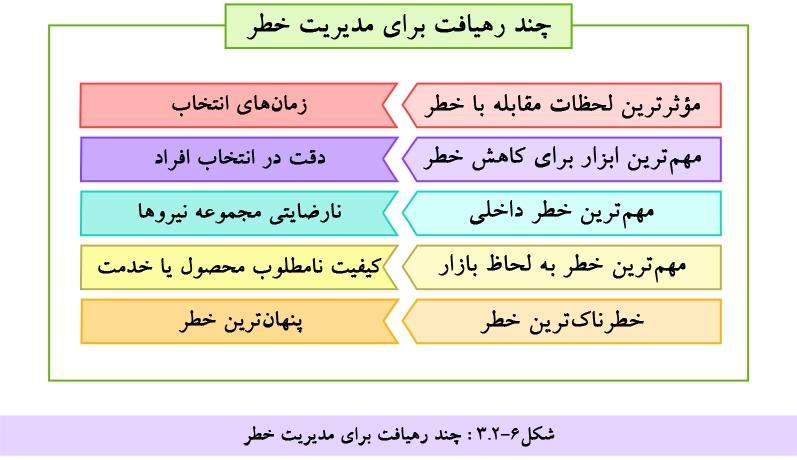 چند رهیافت برای مدیریت خطر
مؤثرترین لحظات مقابله با خطر
زمان‌های انتخاب
مهم‌ترین ابزار برای کاهش خطر
دقت در انتخاب افراد
مهم‌ترین خطر داخلی
نارضایتی مجموعه نیروها
مهم‌ترین خطر به لحاظ بازار
کیفیت نامطلوب محصول یا خدمت
خطرناک‌ترین خطر
پنهان‌ترین خطر
شکل۶-۳.۲ : چند رهیافت برای مدیریت خطر